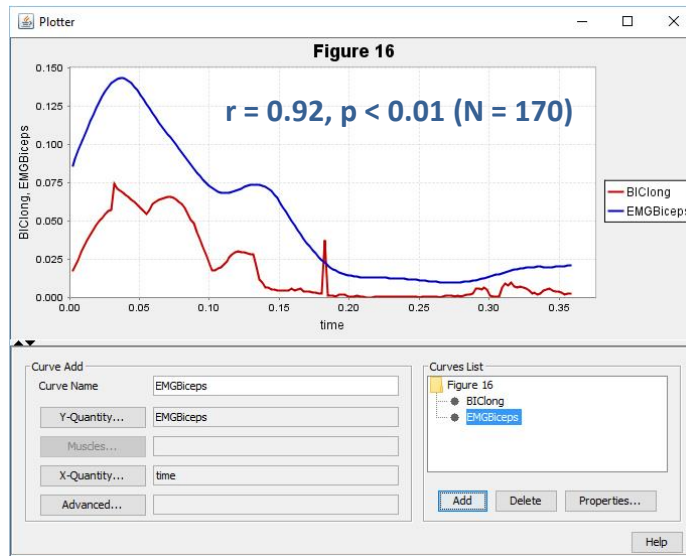 Plotter
Figure 16
r = 0.92, p < 0.01 (N = 170)
0.150
0.125
0.100
0.075
0.050
0.025
0.000
BIClong, EMGBiceps
0.00 0.05 0.10 0.15 0.20 0.25 0.30 0.35
time
BIClong
EMGBiceps
Curve Add
Curve Name EMGBiceps
Y-Quantity... EMGBiceps
Muscles...
X-Quantity... time
Advanced...
Curves List
Figure 16
BIClong
EMGBiceps
Add Delete Properties...
Help